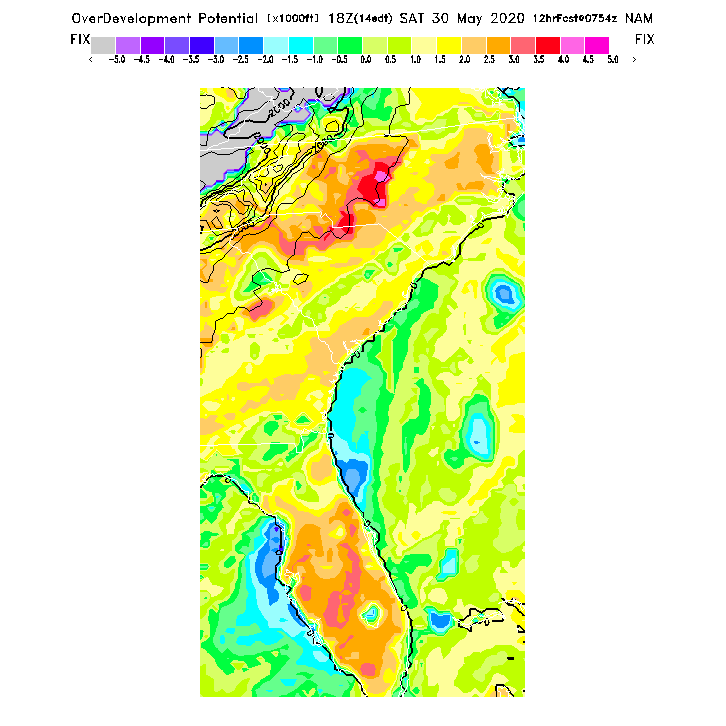 OverDevelopment Potential [x1000ft] 18Z(14edt) SAT 30 May 2020 12hrFcst@0754z NAM
FIX FIX
< -5.0 -4.5 -4.0 -3.5 -3.0 -2.5 -2.0 -1.5 -1.0 -0.5 0.0 0.5 1.0 1.5 2.0 2.5 3.0 3.5 4.0 4.5 5.0 >
2000
2000